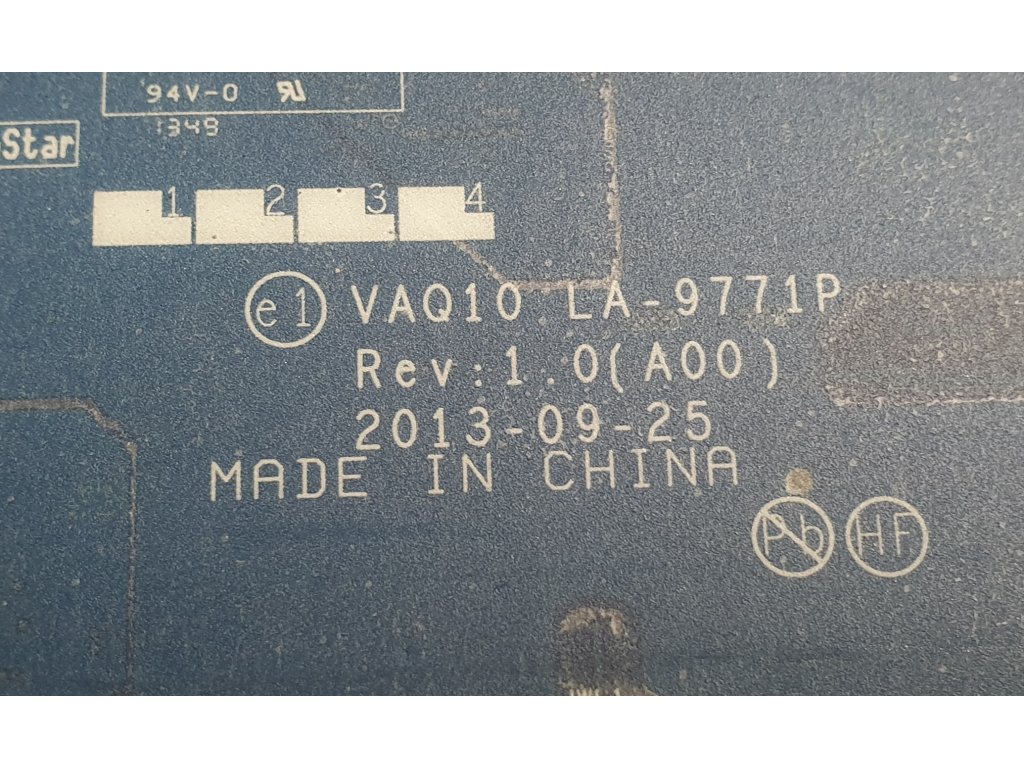 94V-0 RU
1349
Star
1 2 3 4
e1 VAQ10 LA-9771P
Rev:1.0(A00)
2013-09-25
MADE IN CHINA
Pb HF